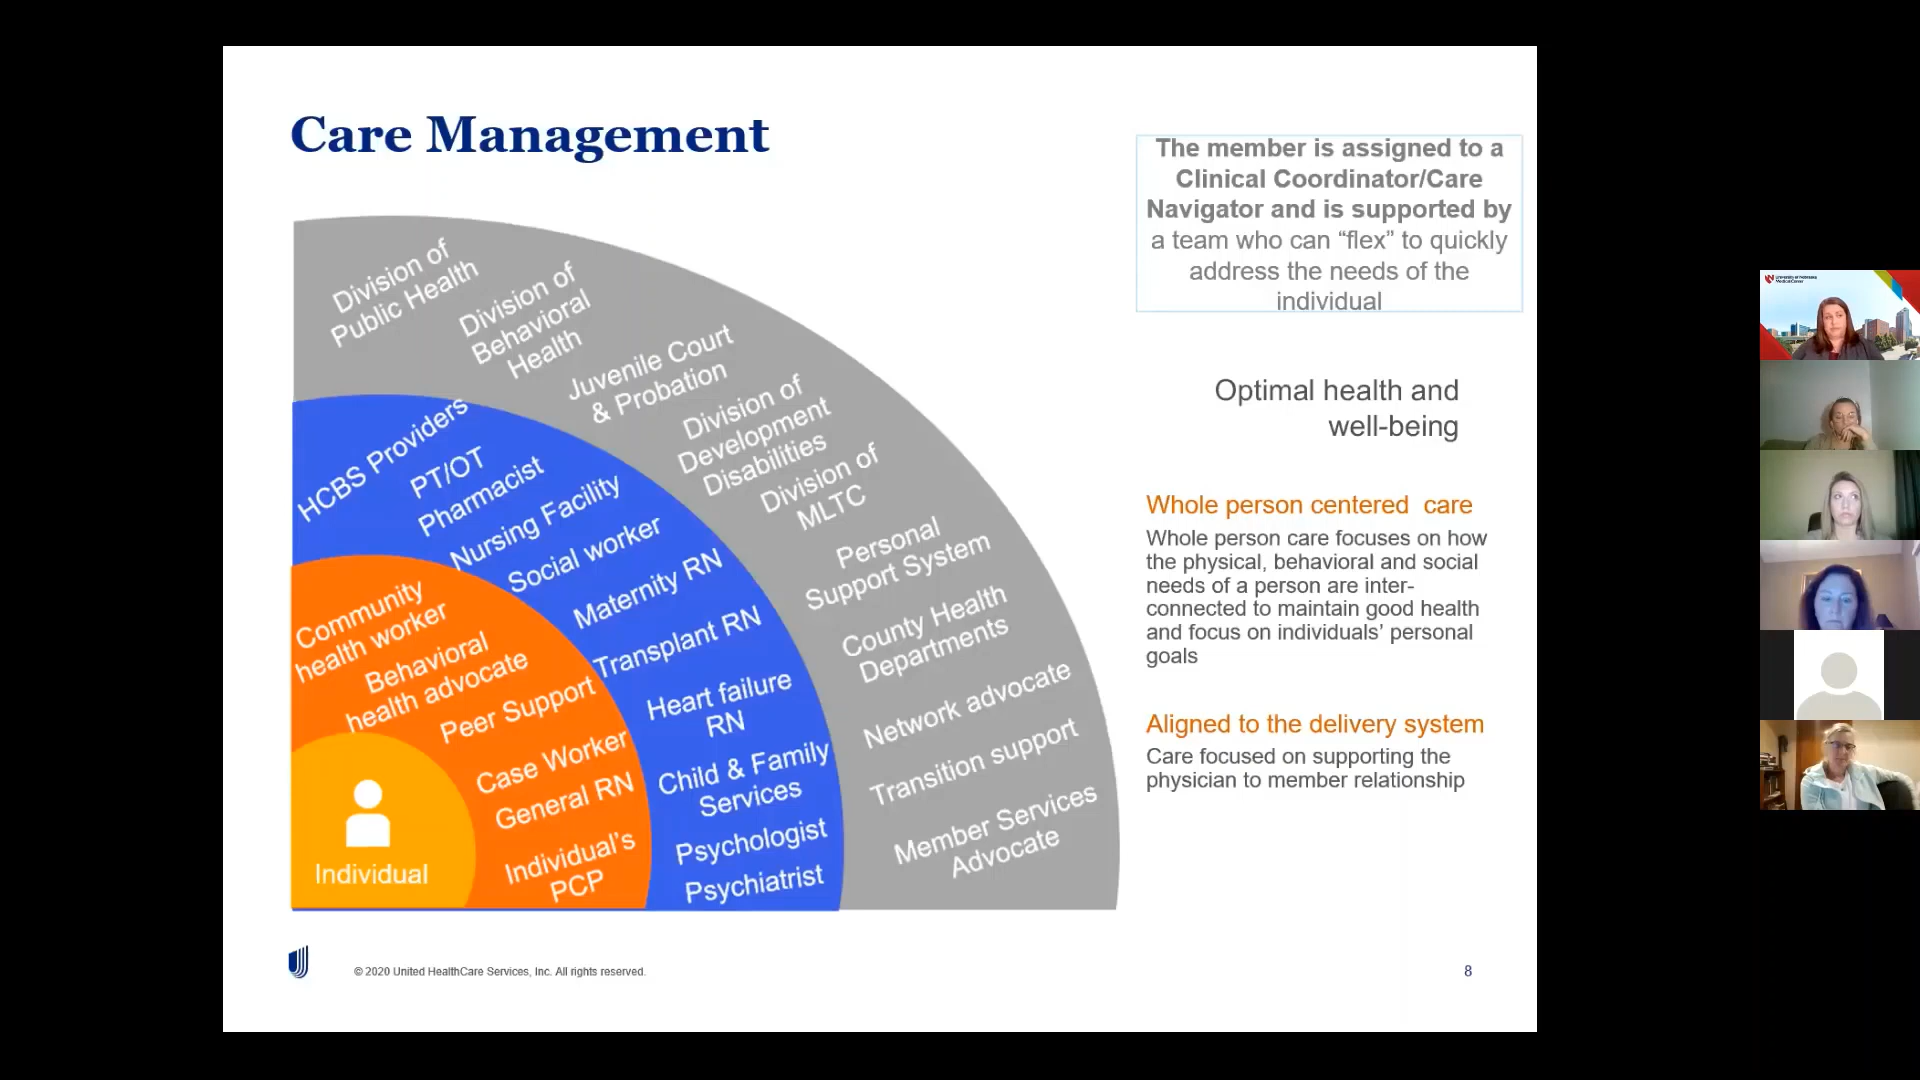 Care Management
The member is assigned to a
Clinical Coordinator/Care
Navigator and is supported by
a team who can “flex” to quickly
address the needs of the
individual
Division of
Public Health
Division of
Behavioral
Health
Juvenile Court
& Probation
Division of
Development
Disabilities
Division of
MLTC
Personal
Support System
County Health
Departments
Network advocate
Transition support
Member Services
Advocate
HCBS Providers
PT/OT
Pharmacist
Nursing Facility
Social worker
Maternity RN
Transplant RN
Heart failure
RN
Child & Family
Services
Psychologist
Psychiatrist
Community
health worker
Behavioral
health advocate
Peer Support
Case Worker
General RN
Individual’s
PCP
Individual
Optimal health and
well-being
Whole person centered  care
Whole person care focuses on how
the physical, behavioral and social
needs of a person are inter-
connected to maintain good health
and focus on individuals’ personal
goals
Aligned to the delivery system
Care focused on supporting the
physician to member relationship
© 2020 United HealthCare Services, Inc. All rights reserved.
8
University of Nebraska
Medical Center